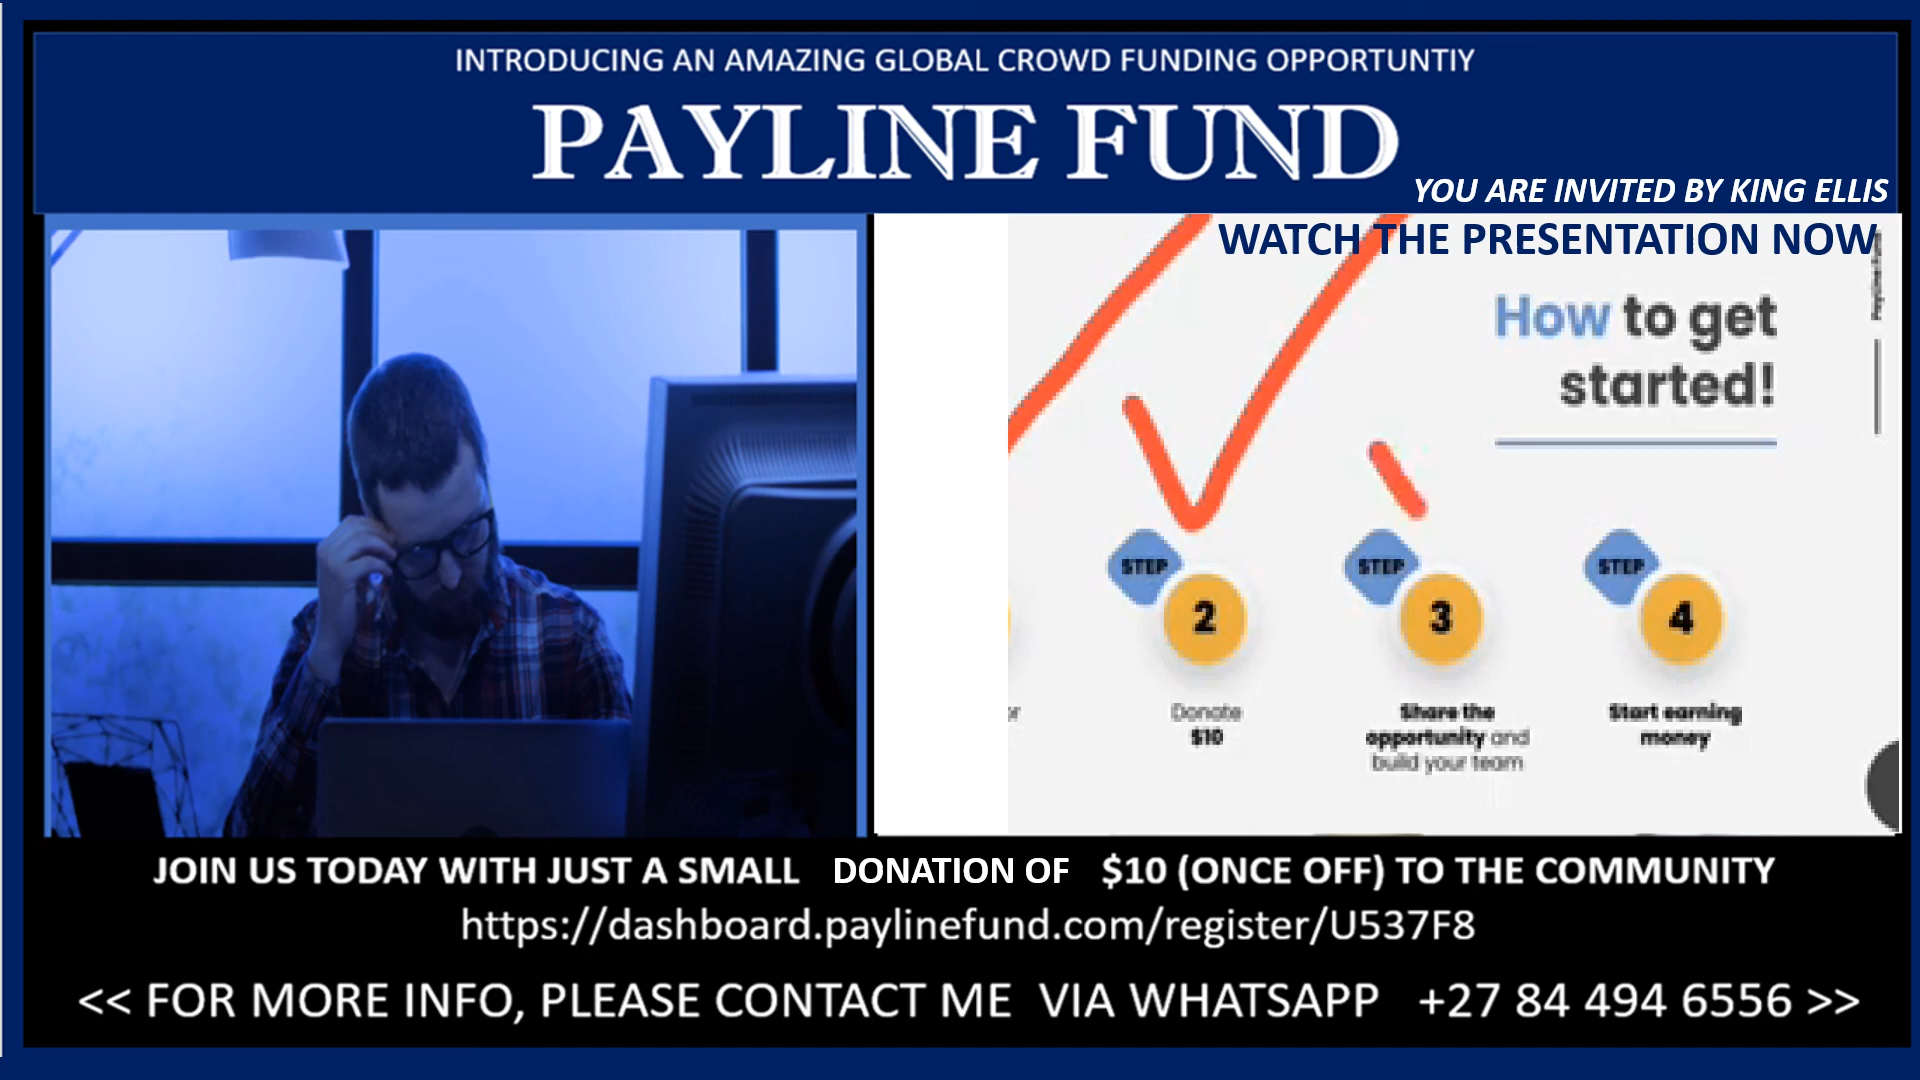 INTRODUCING AN AMAZING GLOBAL CROWD FUNDING OPPORTUNTIY
PAYLINE FUND
YOU ARE INVITED BY KING ELLIS
WATCH THE PRESENTATION NOW
How to get
started!
STEP
2
STEP
3
STEP
4
or
Donate
$10
Share the
opportunity and
build your team
Start earning
money
JOIN US TODAY WITH JUST A SMALL DONATION OF $10 (ONCE OFF) TO THE COMMUNITY
https://dashboard.paylinefund.com/register/U537F8
<< FOR MORE INFO, PLEASE CONTACT ME VIA WHATSAPP +27 84 494 6556 >>